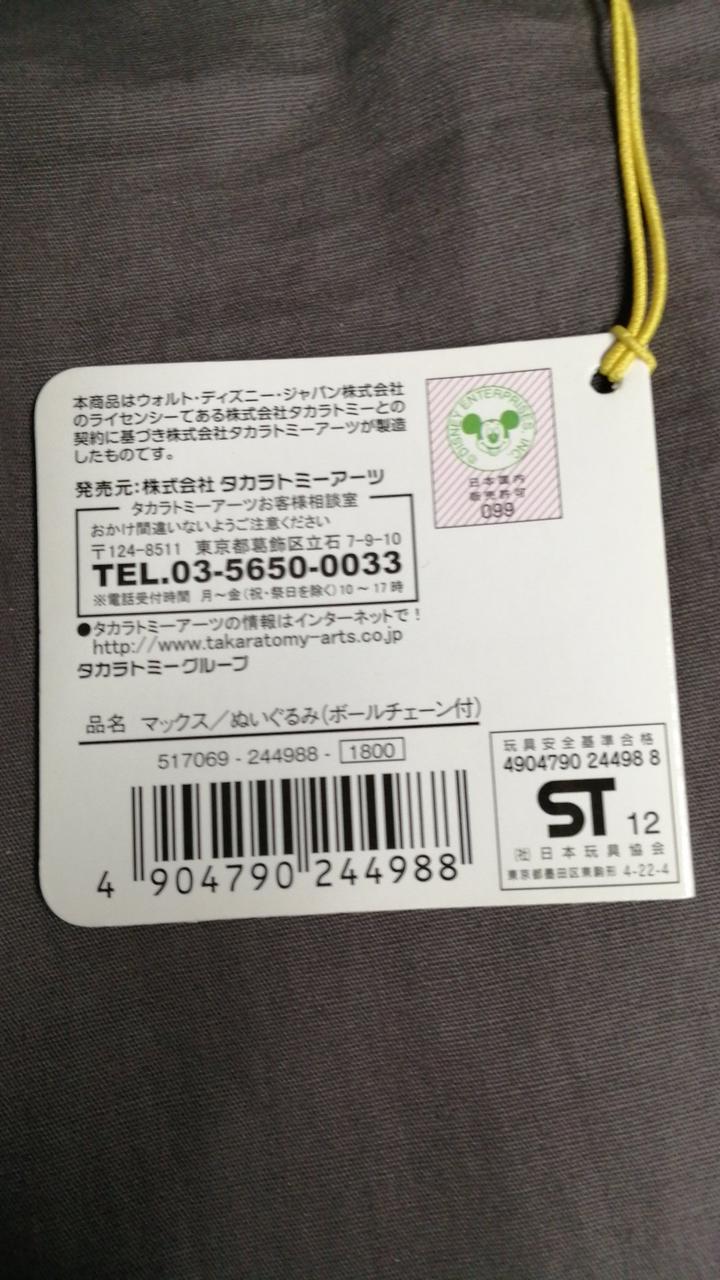 本商品はウォルト・ディズニー・ジャパン株式会社
のライセンシーである株式会社タカラトミーとの
契約に基づき株式会社タカラトミーアーツが製造
したものです。
発売元：株式会社 タカラトミーアーツ
タカラトミーアーツお客様相談室
おかけ間違いないようご注意ください
〒124-8511 東京都葛飾区立石 7-9-10
TEL.03-5650-0033
※電話受付時間 月～金（祝・祭日を除く）10～17時
●タカラトミーアーツの情報はインターネットで！
http://www.takaratomy-arts.co.jp
タカラトミーグループ
©DISNEY ENTERPRISES, INC.
日本国内
販売許可
099
品名 マックス／ぬいぐるみ（ボールチェーン付）
517069 - 244988 - 1800
4 904790 244988
玩具安全基準合格
4904790 24498 8
ST 12
(社)日本玩具協会
東京都墨田区東駒形 4-22-4